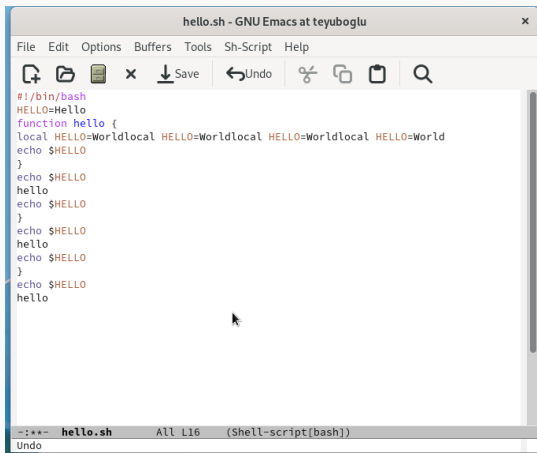 hello.sh - GNU Emacs at teyuboglu ×
File Edit Options Buffers Tools Sh-Script Help
Save Undo
#!/bin/bash
HELLO=Hello
function hello {
local HELLO=Worldlocal HELLO=Worldlocal HELLO=Worldlocal HELLO=World
echo $HELLO
}
echo $HELLO
hello
echo $HELLO
}
echo $HELLO
hello
echo $HELLO
}
echo $HELLO
hello
-:**- hello.sh All L16 (Shell-script[bash])
Undo